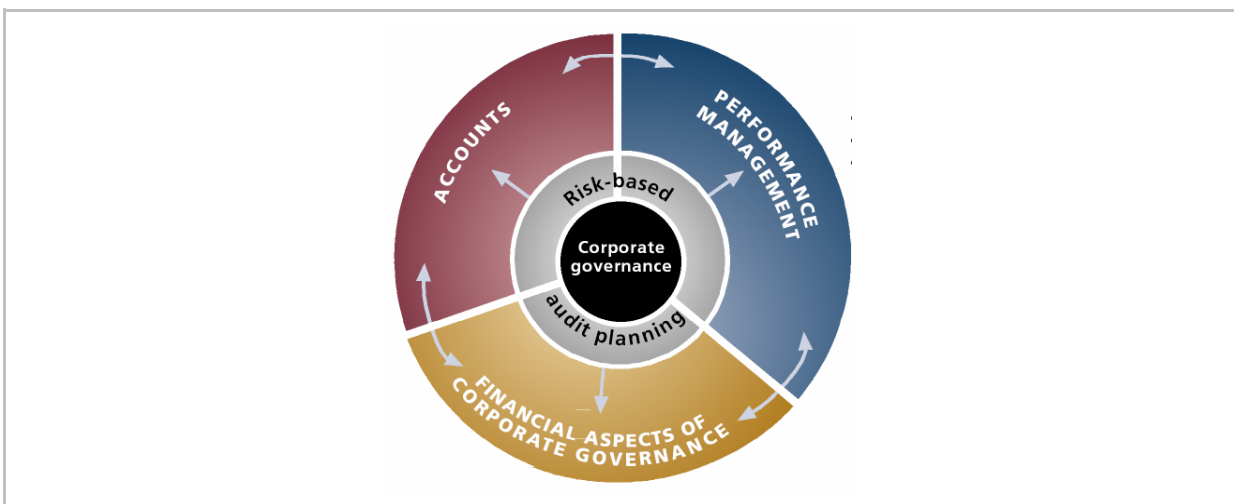 ACCOUNTS
PERFORMANCE
MANAGEMENT
Risk-based
Corporate
governance
audit planning
FINANCIAL ASPECTS OF
CORPORATE GOVERNANCE